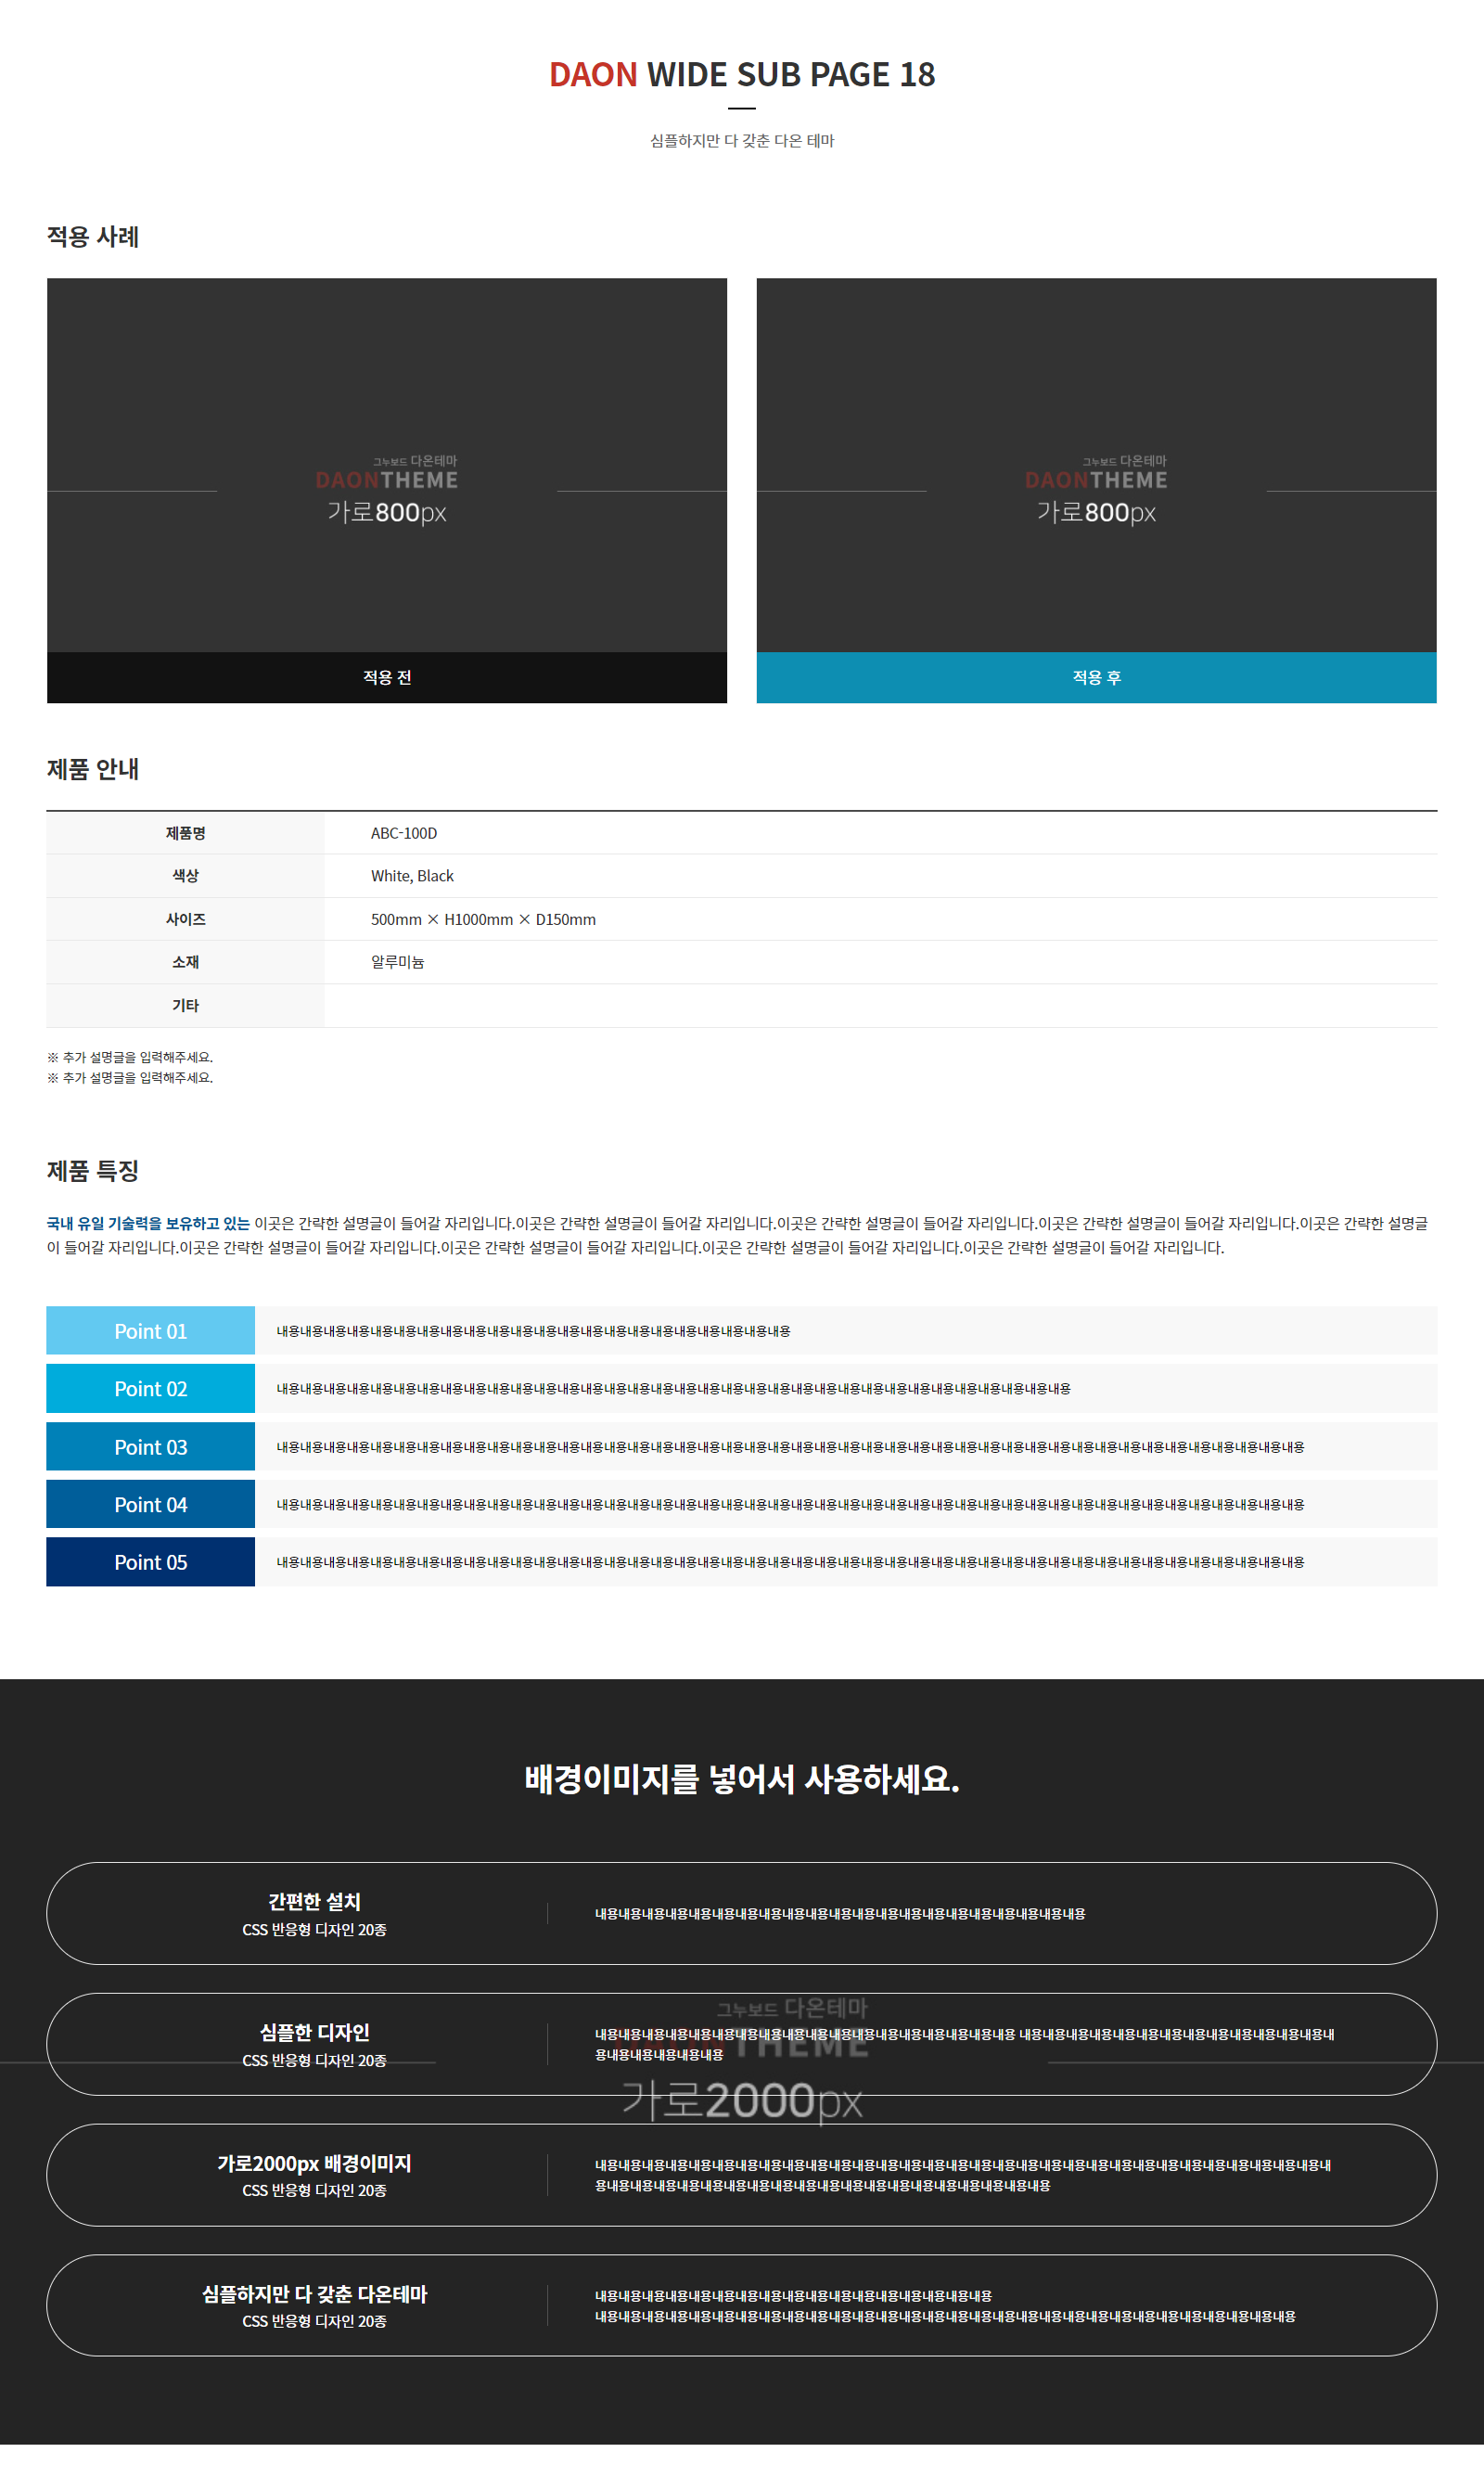 DAON WIDE SUB PAGE 18
심플하지만 다 갖춘 다온 테마
적용 사례
그누보드 다온테마
DAONTHEME
가로800px
적용 전
그누보드 다온테마
DAONTHEME
가로800px
적용 후
제품 안내
제품명 ABC-100D
색상 White, Black
사이즈 500mm × H1000mm × D150mm
소재 알루미늄
기타
※ 추가 설명글을 입력해주세요.
※ 추가 설명글을 입력해주세요.
제품 특징
국내 유일 기술력을 보유하고 있는 이곳은 간략한 설명글이 들어갈 자리입니다.이곳은 간략한 설명글이 들어갈 자리입니다.이곳은 간략한 설명글이 들어갈 자리입니다.이곳은 간략한 설명글이 들어갈 자리입니다.이곳은 간략한 설명글
이 들어갈 자리입니다.이곳은 간략한 설명글이 들어갈 자리입니다.이곳은 간략한 설명글이 들어갈 자리입니다.이곳은 간략한 설명글이 들어갈 자리입니다.이곳은 간략한 설명글이 들어갈 자리입니다.
Point 01 내용내용내용내용내용내용내용내용내용내용내용내용내용내용내용내용내용내용내용내용내용내용
Point 02 내용내용내용내용내용내용내용내용내용내용내용내용내용내용내용내용내용내용내용내용내용내용내용내용내용내용내용내용내용내용내용내용내용내용
Point 03 내용내용내용내용내용내용내용내용내용내용내용내용내용내용내용내용내용내용내용내용내용내용내용내용내용내용내용내용내용내용내용내용내용내용내용내용내용내용내용내용내용내용내용내용
Point 04 내용내용내용내용내용내용내용내용내용내용내용내용내용내용내용내용내용내용내용내용내용내용내용내용내용내용내용내용내용내용내용내용내용내용내용내용내용내용내용내용내용내용내용내용
Point 05 내용내용내용내용내용내용내용내용내용내용내용내용내용내용내용내용내용내용내용내용내용내용내용내용내용내용내용내용내용내용내용내용내용내용내용내용내용내용내용내용내용내용내용내용
배경이미지를 넣어서 사용하세요.
간편한 설치
CSS 반응형 디자인 20종
내용내용내용내용내용내용내용내용내용내용내용내용내용내용내용내용내용내용내용내용내용
그누보드 다온테마
심플한 디자인
CSS 반응형 디자인 20종
내용내용내용내용내용내용내용내용내용내용내용내용내용내용내용내용내용내용 내용내용내용내용내용내용내용내용내용내용내용내용내용내
용내용내용내용내용내용
THEME
가로2000px
가로2000px 배경이미지
CSS 반응형 디자인 20종
내용내용내용내용내용내용내용내용내용내용내용내용내용내용내용내용내용내용내용내용내용내용내용내용내용내용내용내용내용내용내용내
용내용내용내용내용내용내용내용내용내용내용내용내용내용내용내용내용내용내용내용
심플하지만 다 갖춘 다온테마
CSS 반응형 디자인 20종
내용내용내용내용내용내용내용내용내용내용내용내용내용내용내용내용내용
내용내용내용내용내용내용내용내용내용내용내용내용내용내용내용내용내용내용내용내용내용내용내용내용내용내용내용내용내용내용